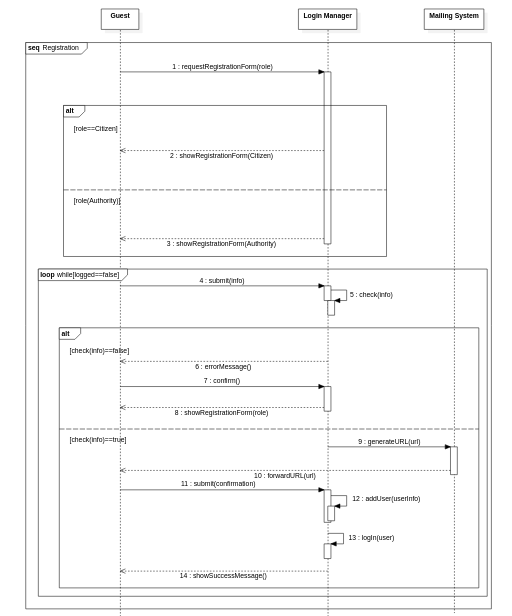 Guest
Login Manager
Mailing System
seq Registration
1 : requestRegistrationForm(role)
alt
[role==Citizen]
2 : showRegistrationForm(Citizen)
[role(Authority)]
3 : showRegistrationForm(Authority)
loop while[logged==false]
4 : submit(info)
5 : check(info)
alt
[check(info)==false]
6 : errorMessage()
7 : confirm()
8 : showRegistrationForm(role)
[check(info)==true]
9 : generateURL(url)
10 : forwardURL(url)
11 : submit(confirmation)
12 : addUser(userInfo)
13 : logIn(user)
14 : showSuccessMessage()